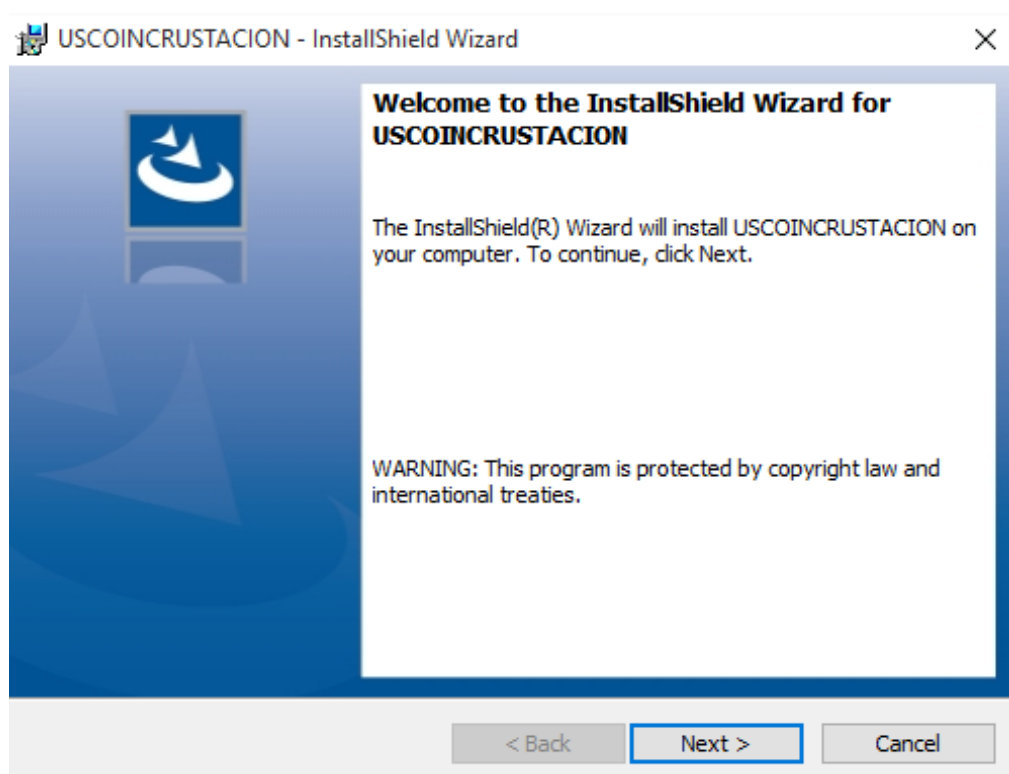 USCOINCRUSTACION - InstallShield Wizard
Welcome to the InstallShield Wizard for
USCOINCRUSTACION
The InstallShield(R) Wizard will install USCOINCRUSTACION on
your computer. To continue, click Next.
WARNING: This program is protected by copyright law and
international treaties.
< Back Next > Cancel